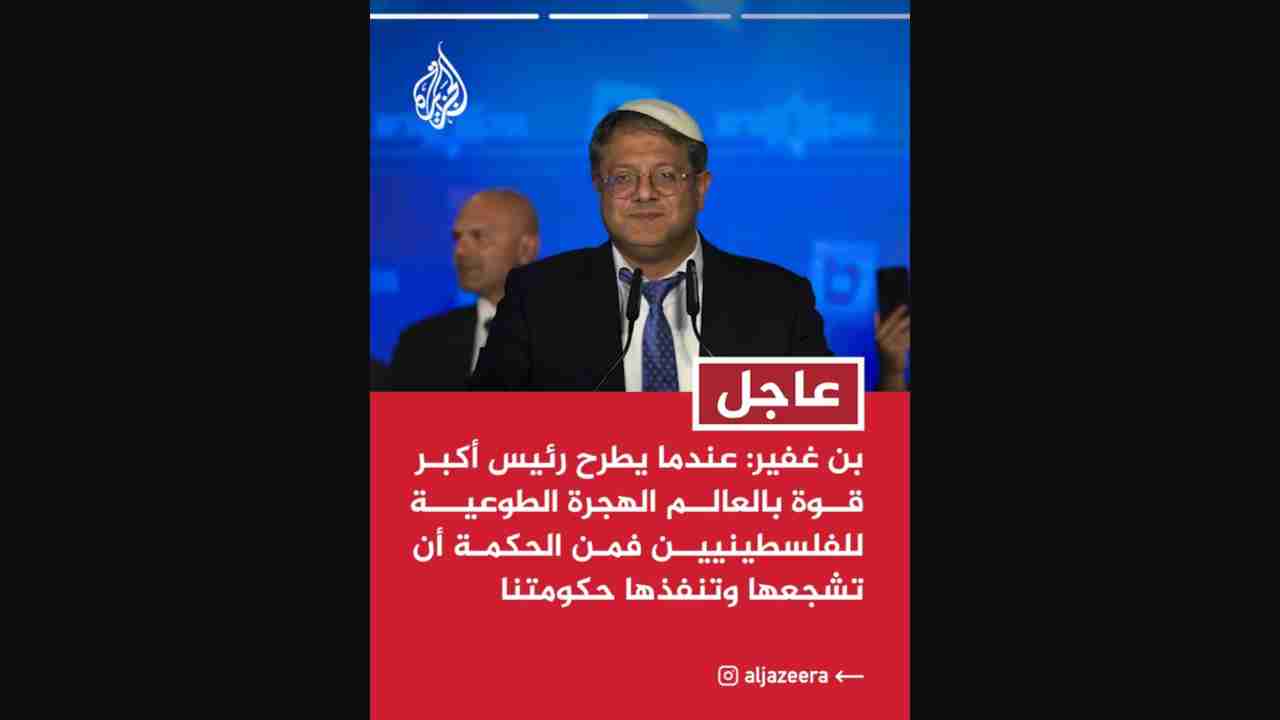 الجزيرة
عاجل
بن غفير: عندما يطرح رئيس أكبر
قوة بالعالم الهجرة الطوعية
للفلسطينيين فمن الحكمة أن
تشجعها وتنفذها حكومتنا
aljazeera